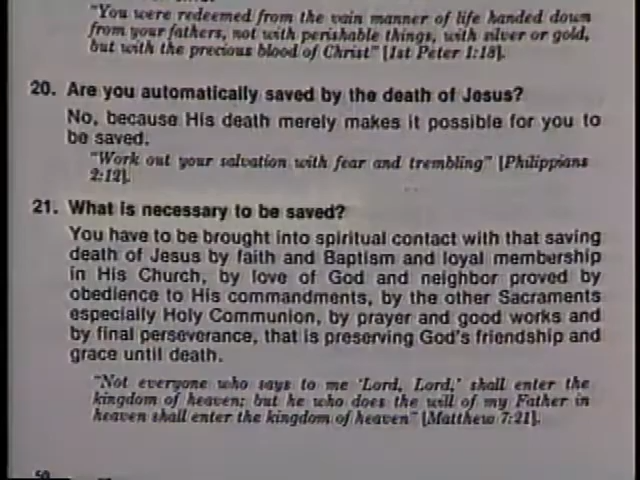 "You were redeemed from the vain manner of life handed down
from your fathers, not with perishable things, with silver or gold,
but with the precious blood of Christ" [1st Peter 1:18].
20. Are you automatically saved by the death of Jesus?
No, because His death merely makes it possible for you to
be saved.
"Work out your salvation with fear and trembling" [Philippians
2:12].
21. What is necessary to be saved?
You have to be brought into spiritual contact with that saving
death of Jesus by faith and Baptism and loyal membership
in His Church, by love of God and neighbor proved by
obedience to His commandments, by the other Sacraments
especially Holy Communion, by prayer and good works and
by final perseverance, that is preserving God's friendship and
grace until death.
"Not everyone who says to me 'Lord, Lord,' shall enter the
kingdom of heaven; but he who does the will of my Father in
heaven shall enter the kingdom of heaven" [Matthew 7:21].